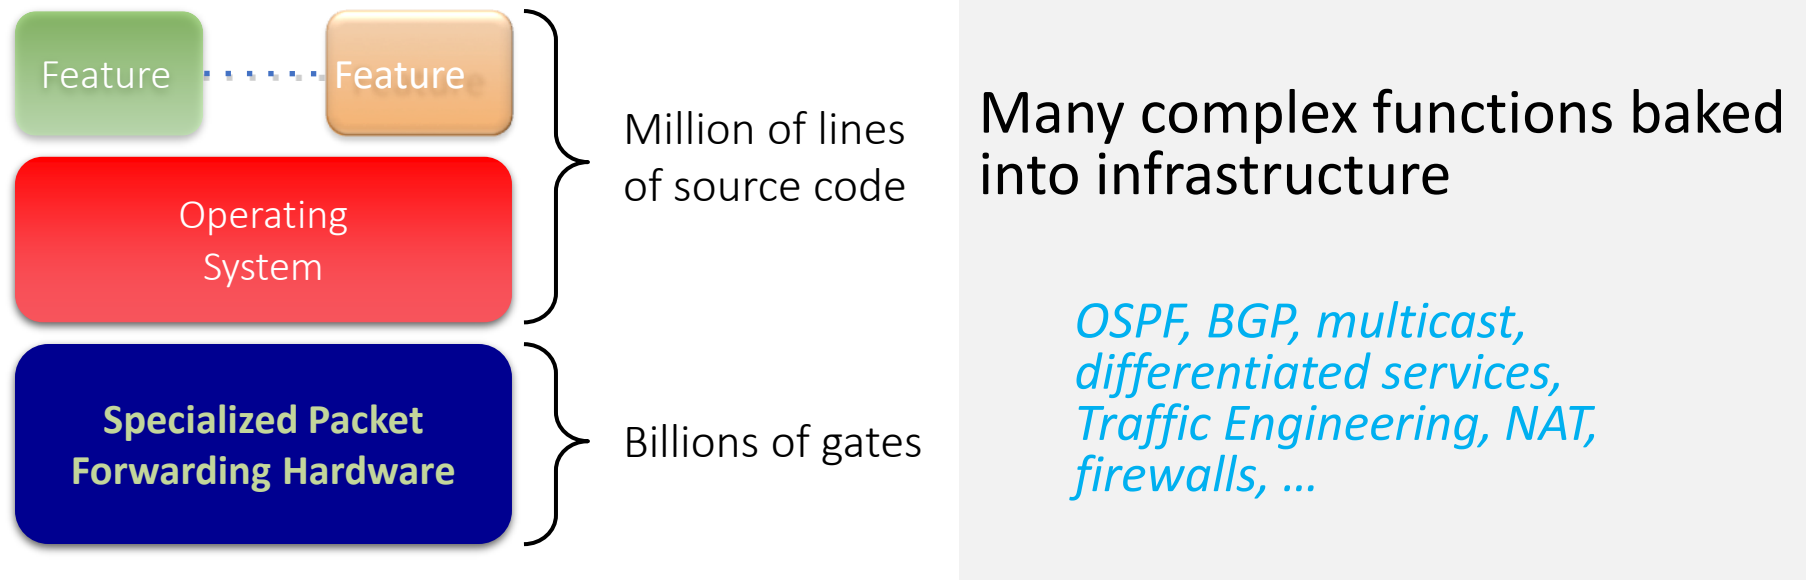 Feature
Feature
Operating
System
Specialized Packet
Forwarding Hardware
Million of lines
of source code
Billions of gates
Many complex functions baked
into infrastructure
OSPF, BGP, multicast,
differentiated services,
Traffic Engineering, NAT,
firewalls, …